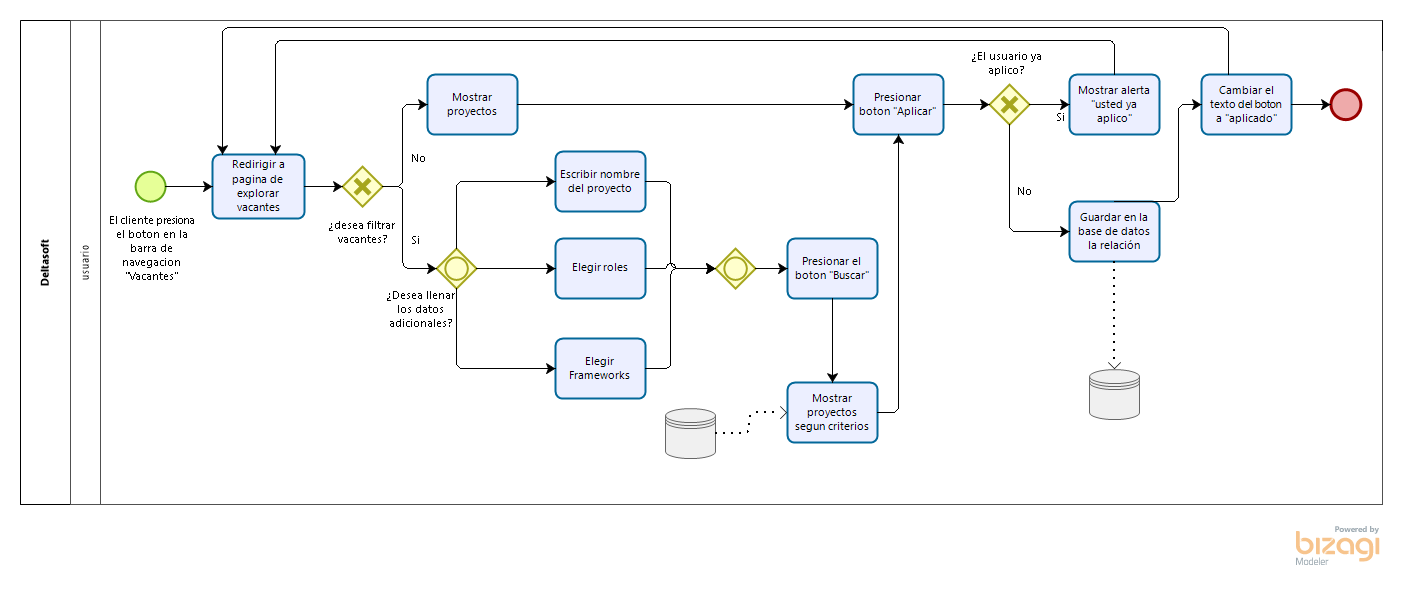 Deltasoft
usuario
El cliente presiona
el boton en la
barra de
navegacion
"Vacantes"
Redirigir a
pagina de
explorar
vacantes
¿desea filtrar
vacantes?
No
Si
Mostrar
proyectos
¿Desea llenar
los datos
adicionales?
Escribir nombre
del proyecto
Elegir roles
Elegir
Frameworks
Presionar el
boton "Buscar"
Mostrar
proyectos
segun criterios
Presionar
boton "Aplicar"
¿El usuario ya
aplico?
Si
No
Mostrar alerta
"usted ya
aplico"
Guardar en la
base de datos
la relación
Cambiar el
texto del boton
a "aplicado"
Powered by
bizagi
Modeler